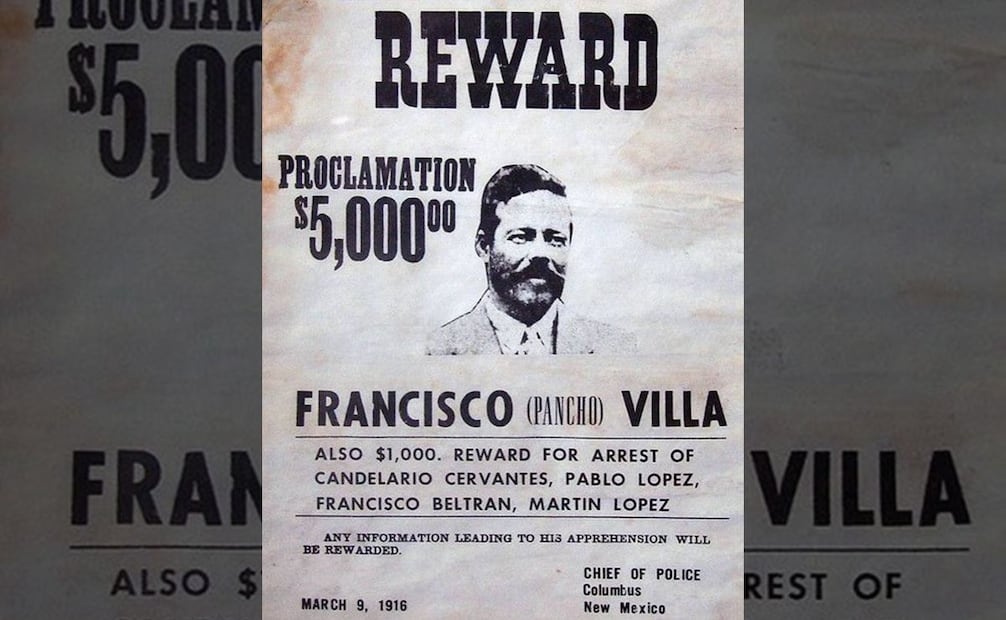 REWARD
PROCLAMATION
$5,00000
FRANCISCO (PANCHO) VILLA
ALSO $1,000. REWARD FOR ARREST OF
CANDELARIO CERVANTES, PABLO LOPEZ,
FRANCISCO BELTRAN, MARTIN LOPEZ
ANY INFORMATION LEADING TO HIS APPREHENSION WILL
BE REWARDED.
CHIEF OF POLICE
Columbus
New Mexico
MARCH 9, 1916